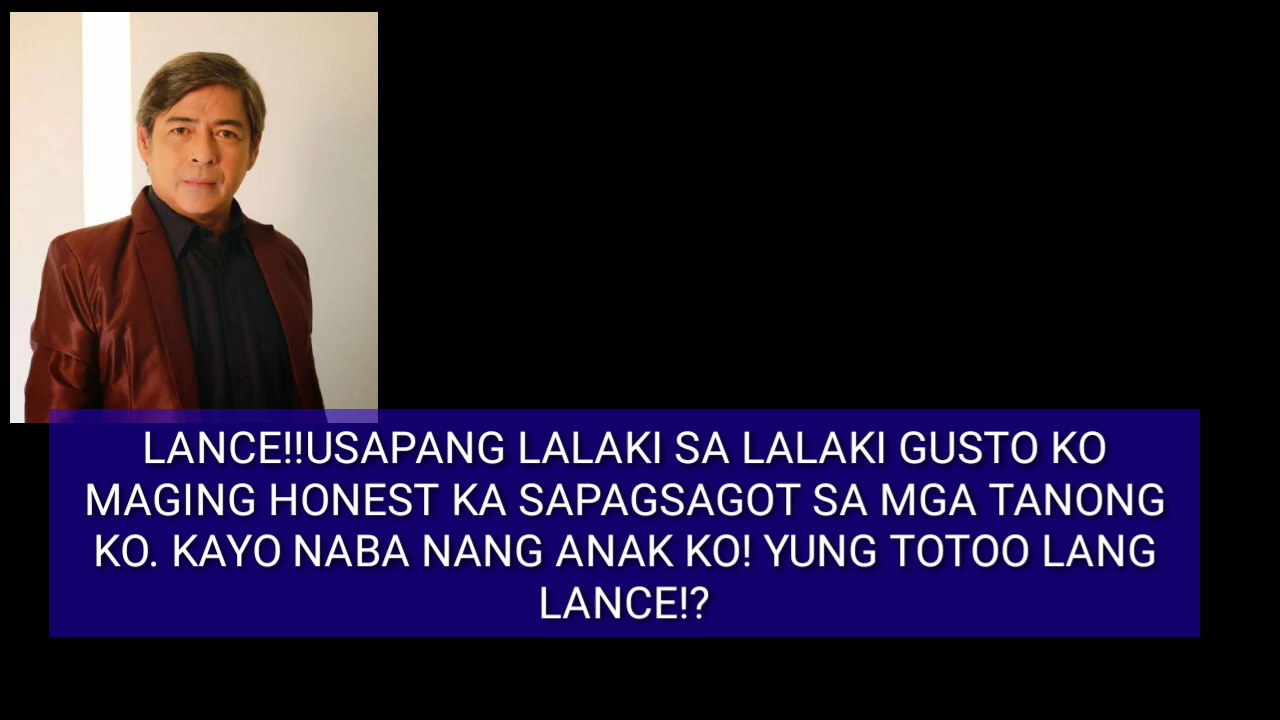 LANCE!!USAPANG LALAKI SA LALAKI GUSTO KO
MAGING HONEST KA SAPAGSAGOT SA MGA TANONG
KO. KAYO NABA NANG ANAK KO! YUNG TOTOO LANG
LANCE!?